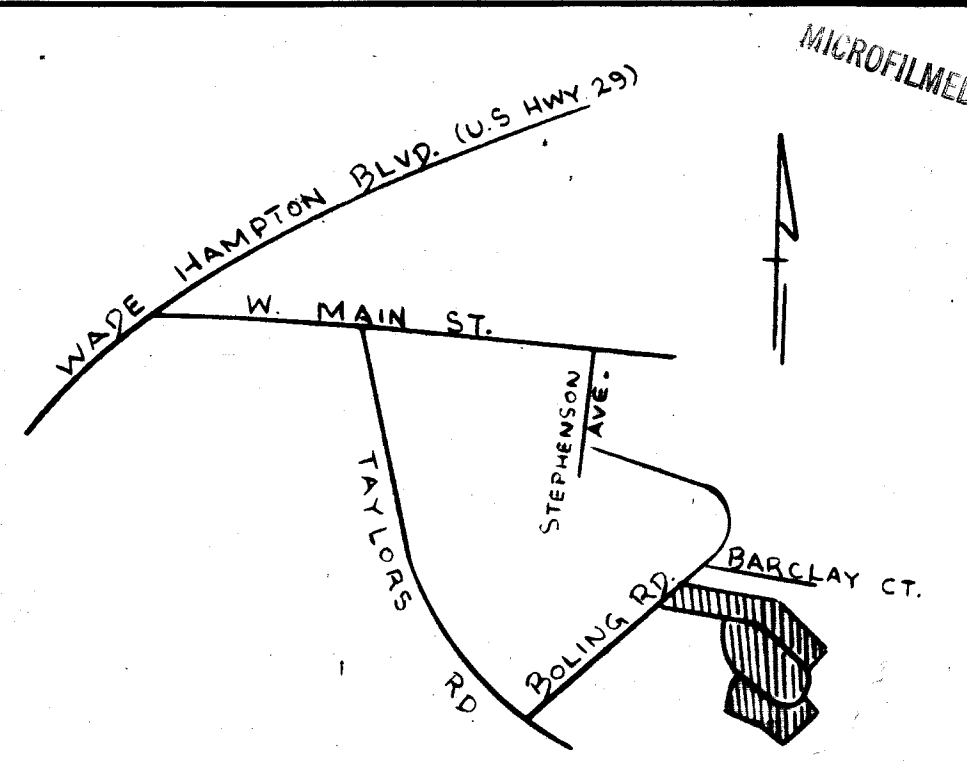 MICROFILMED
WADE HAMPTON BLVD. (U.S HWY. 29)
W. MAIN ST.
STEPHENSON
AVE.
TAYLORS
RD
BOLING RD.
BARCLAY CT.